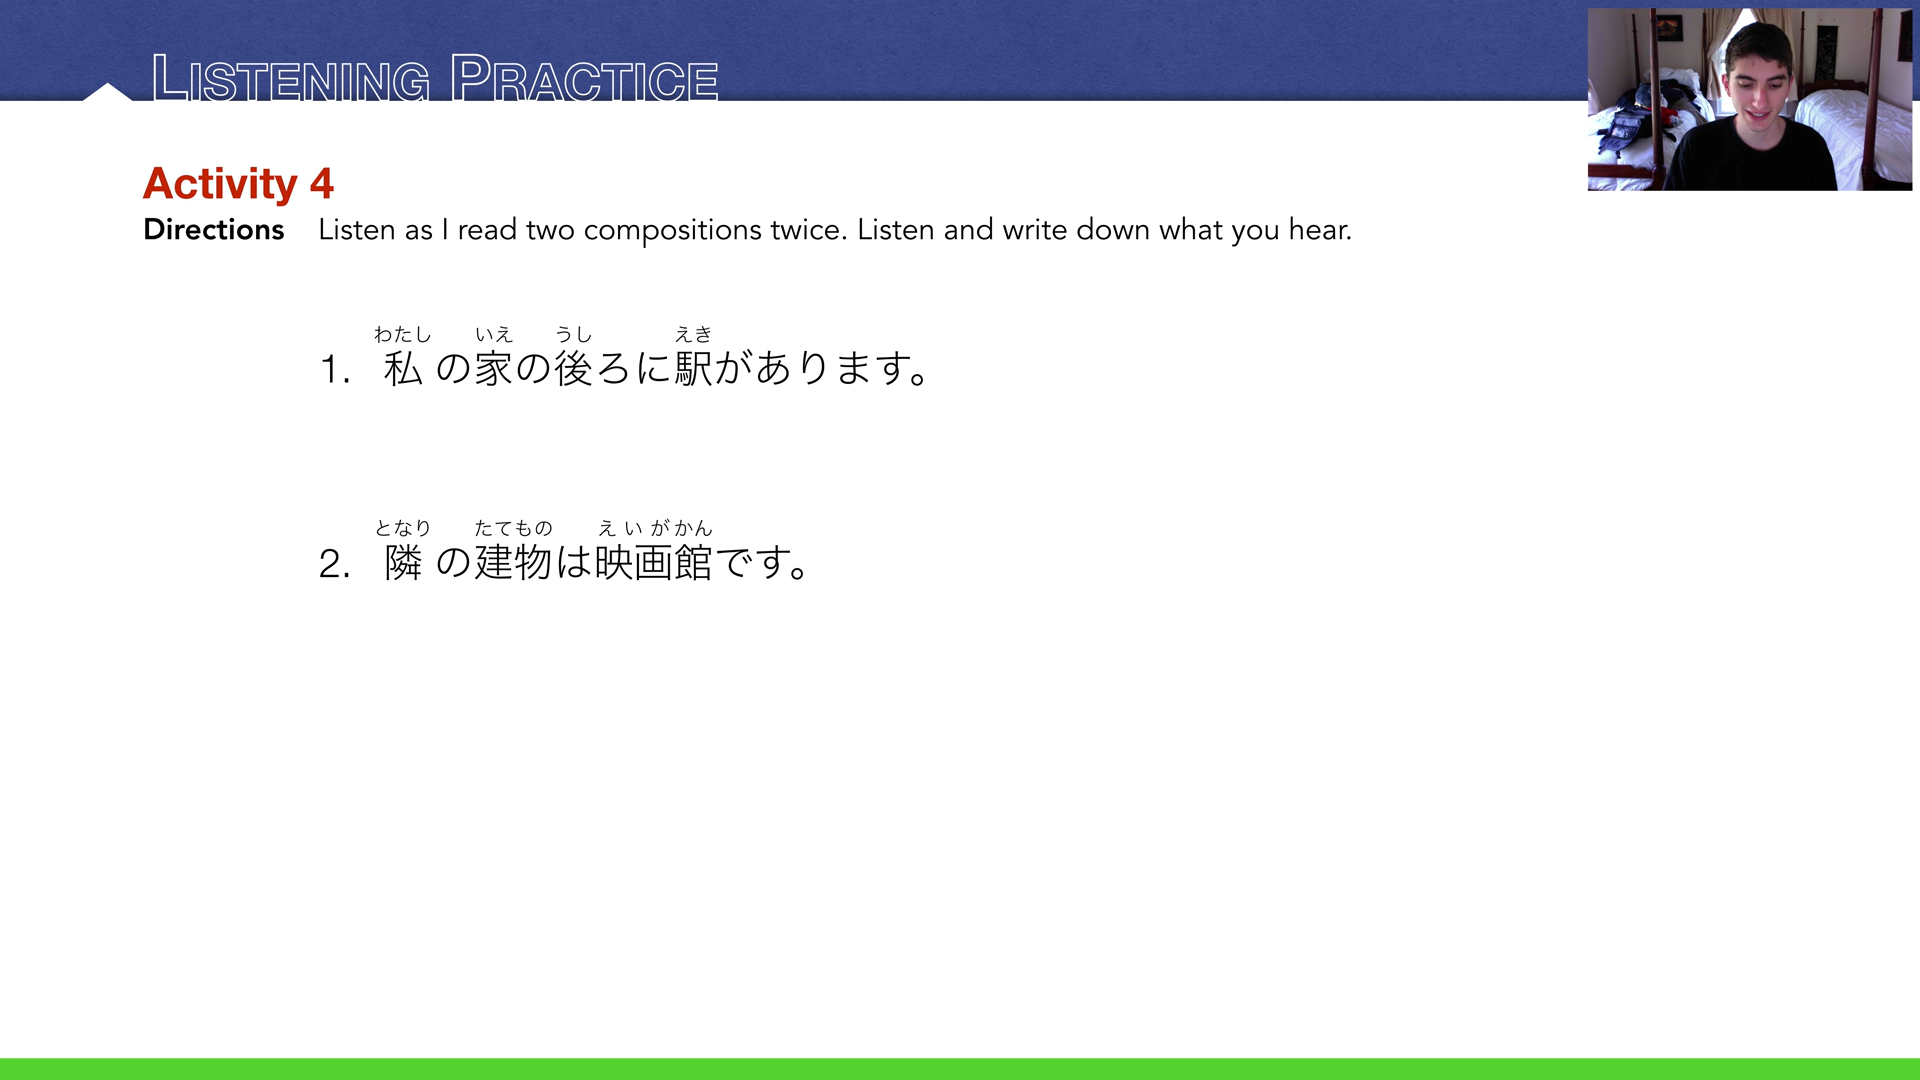 LISTENING PRACTICE
Activity 4
Directions Listen as I read two compositions twice. Listen and write down what you hear.
わたし いえ うし えき
1. 私の家の後ろに駅があります。
となり たてもの えいがかん
2. 隣の建物は映画館です。